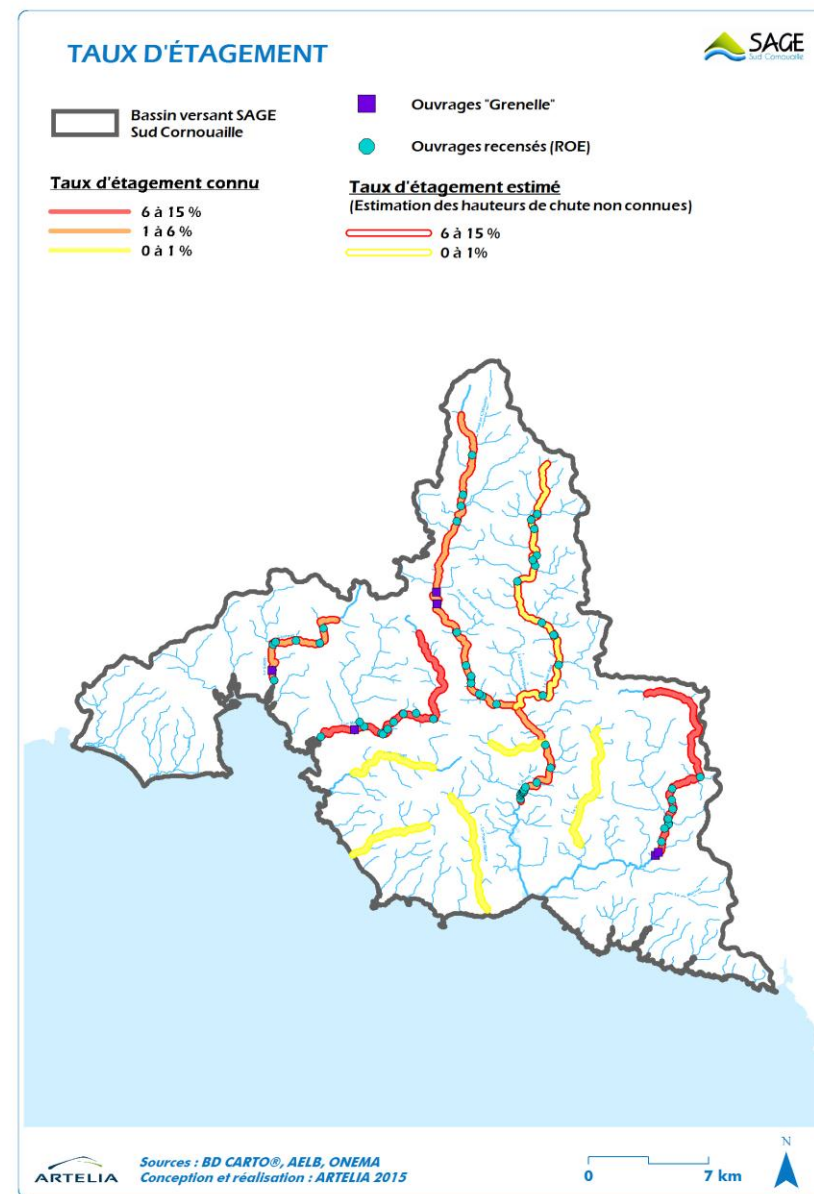 TAUX D'ÉTAGEMENT
SAGE
Sud Cornouaille
Bassin versant SAGE
Sud Cornouaille
Ouvrages "Grenelle"
Ouvrages recensés (ROE)
Taux d'étagement connu
6 à 15 %
1 à 6 %
0 à 1 %
Taux d'étagement estimé
(Estimation des hauteurs de chute non connues)
6 à 15 %
0 à 1%
ARTELIA
Sources : BD CARTO®, AELB, ONEMA
Conception et réalisation : ARTELIA 2015
0
7 km
N